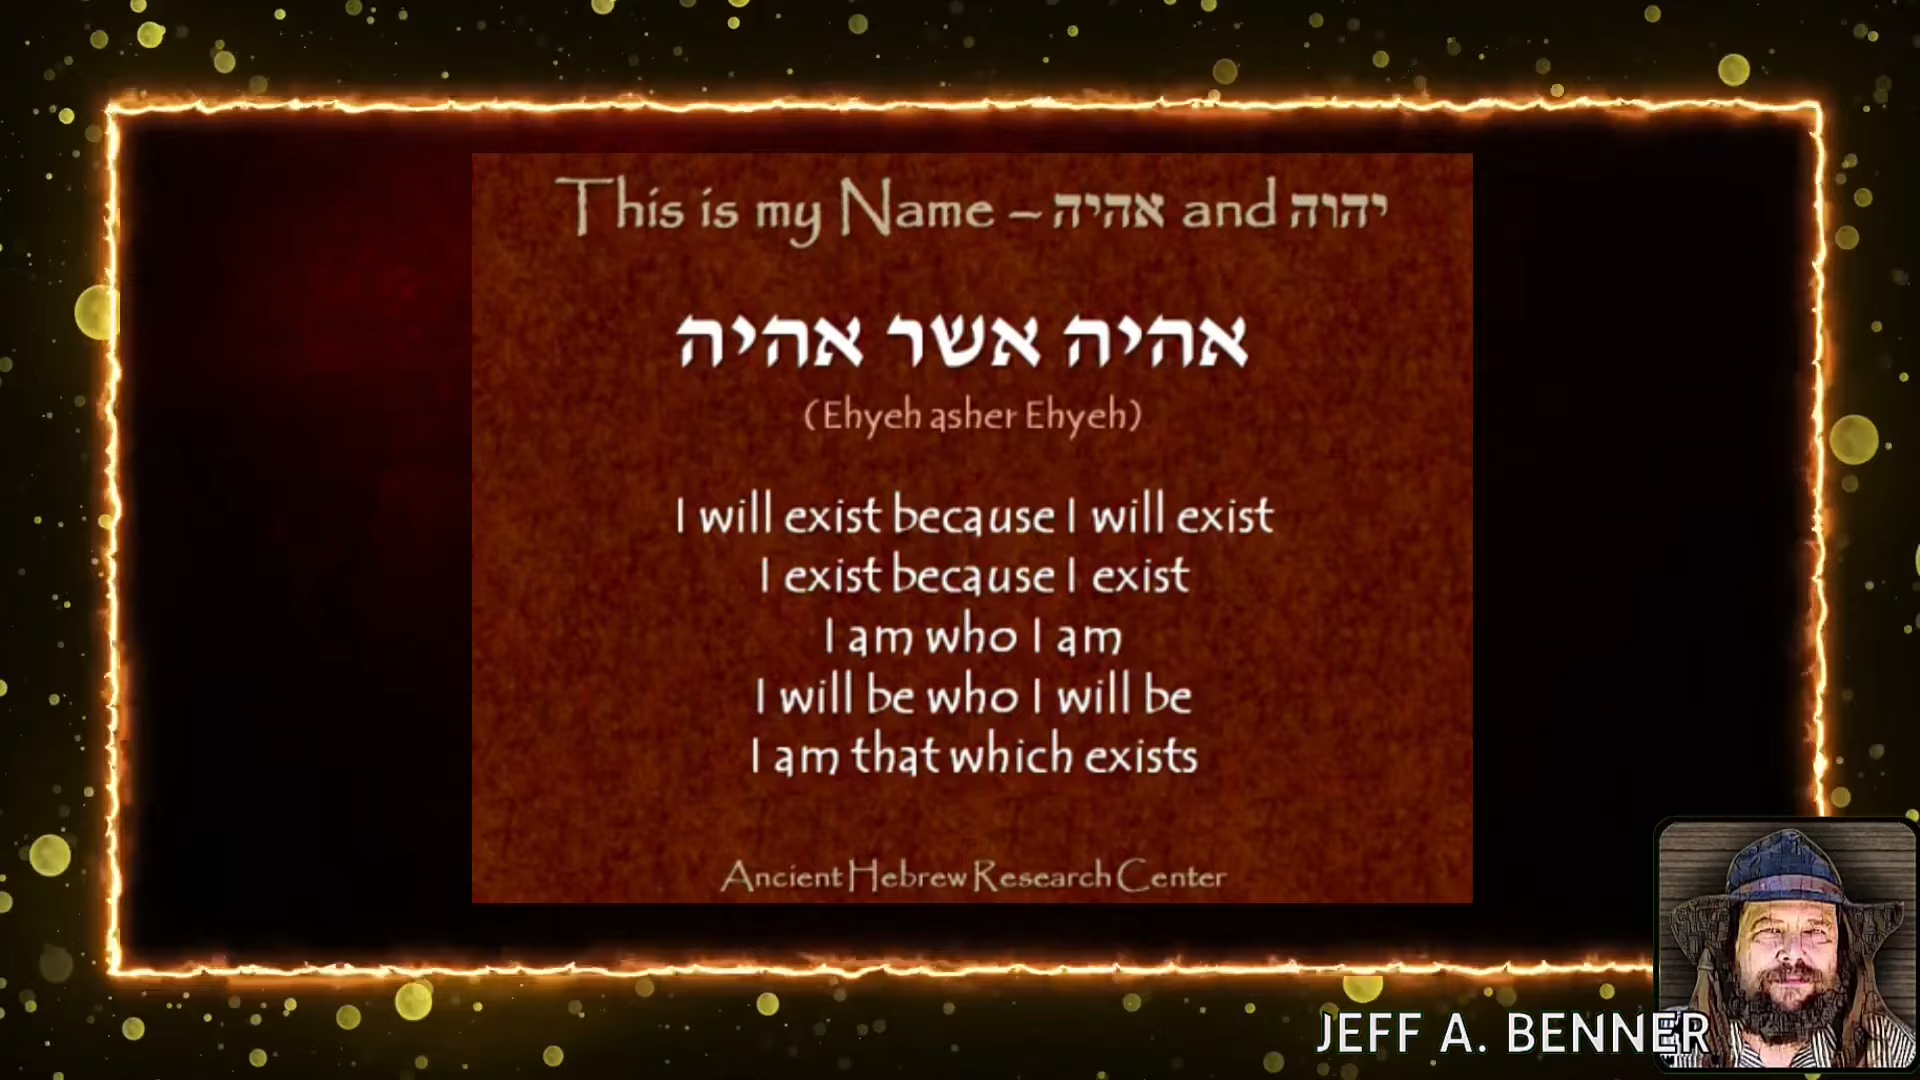 This is my Name – אהיה and יהוה
אהיה אשר אהיה
(Ehyeh asher Ehyeh)
I will exist because I will exist
I exist because I exist
I am who I am
I will be who I will be
I am that which exists
Ancient Hebrew Research Center
JEFF A. BENNER